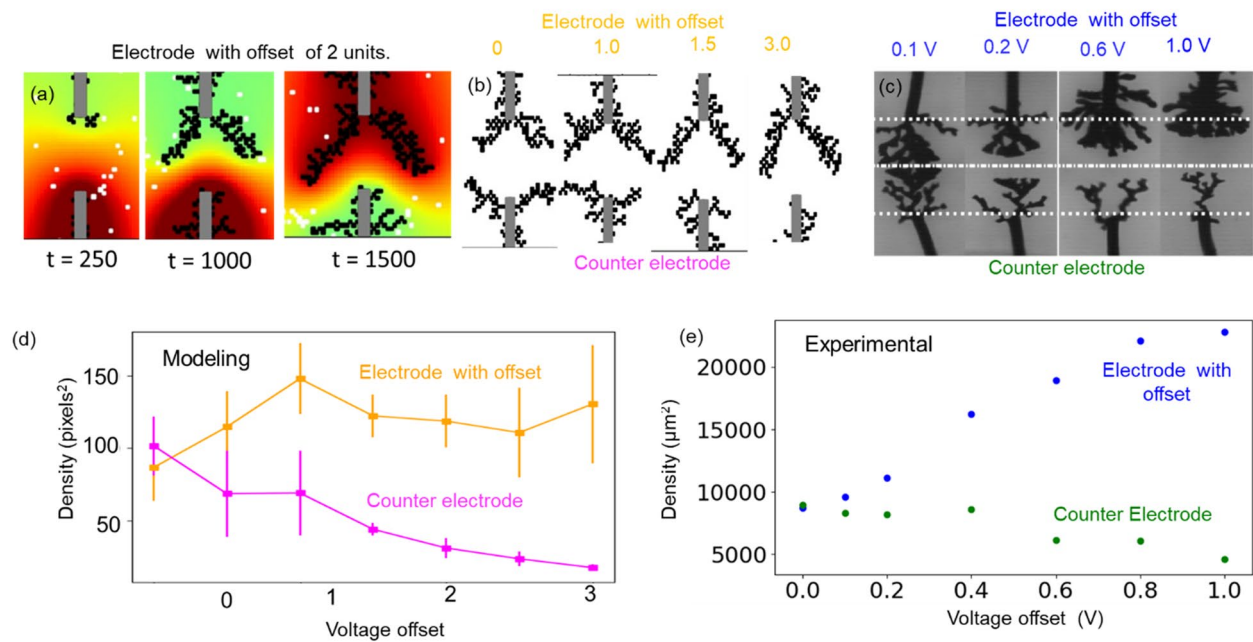 Electrode with offset of 2 units.
(a)
t = 250
t = 1000
t = 1500
(b)
Electrode with offset
0
1.0
1.5
3.0
Counter electrode
(c)
Electrode with offset
0.1 V
0.2 V
0.6 V
1.0 V
Counter electrode
(d)
Modeling
Electrode with offset
Counter electrode
Density (pixels²)
150
100
50
0
1
2
3
Voltage offset
(e)
Experimental
Electrode with
offset
Counter Electrode
Density (μm²)
20000
15000
10000
5000
0.0
0.2
0.4
0.6
0.8
1.0
Voltage offset (V)